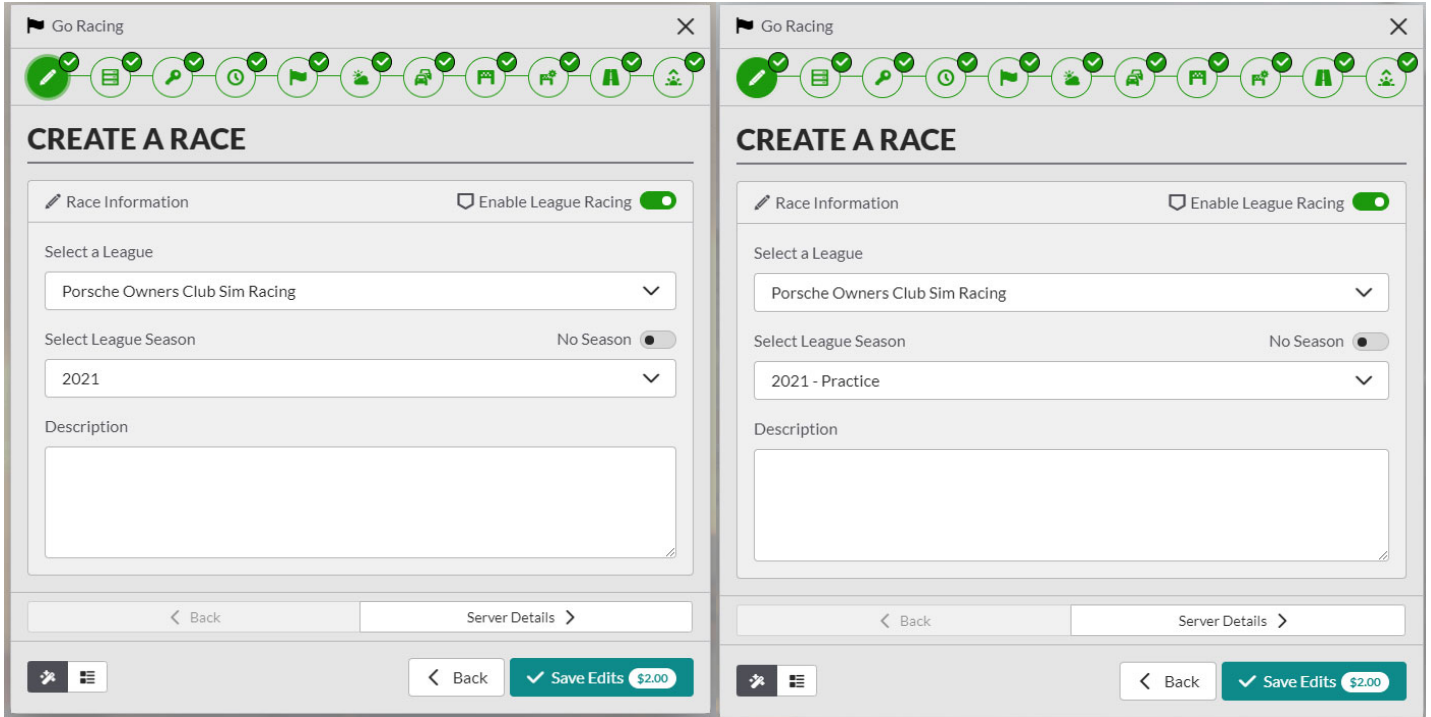 Go Racing
CREATE A RACE
Race Information
Enable League Racing
Select a League
Porsche Owners Club Sim Racing
Select League Season
No Season
2021
Description
Back
Server Details
Back
Save Edits $2.00
Go Racing
CREATE A RACE
Race Information
Enable League Racing
Select a League
Porsche Owners Club Sim Racing
Select League Season
No Season
2021 - Practice
Description
Back
Server Details
Back
Save Edits $2.00